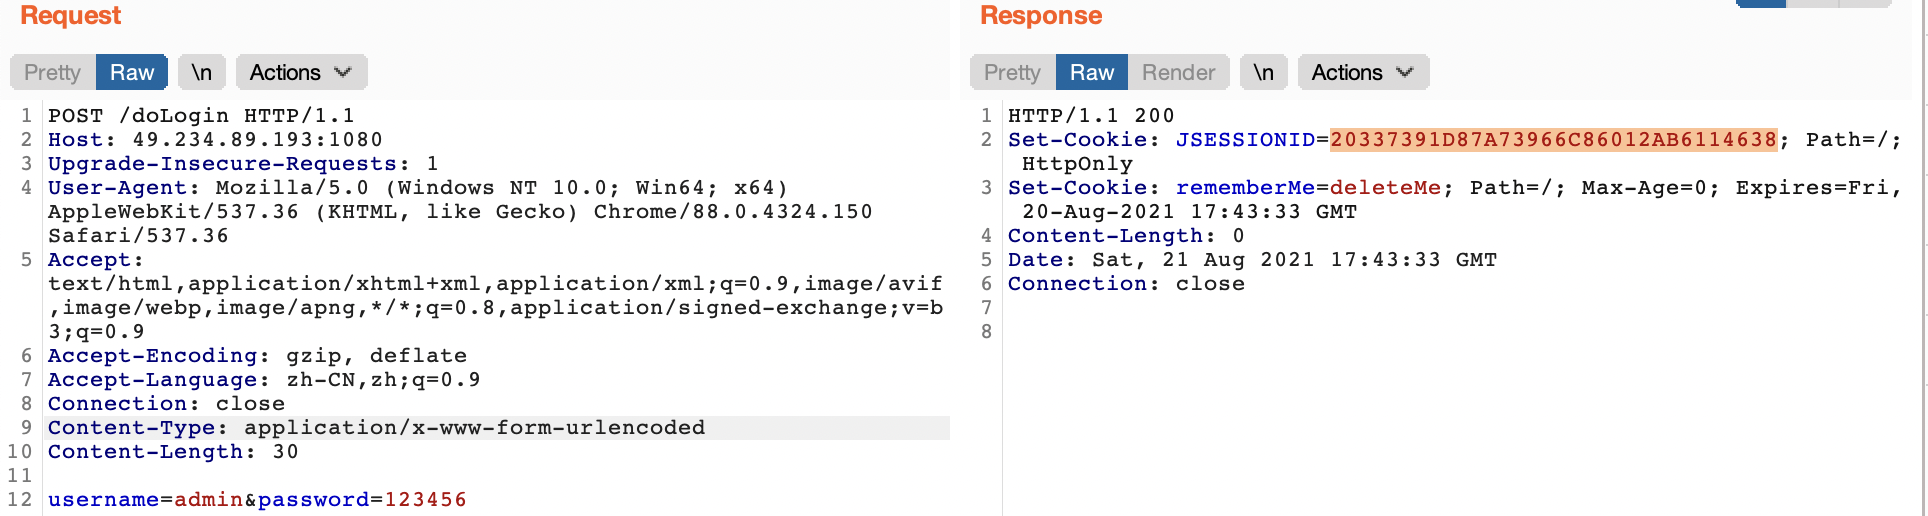 Request
Pretty Raw \n Actions
1 POST /doLogin HTTP/1.1
2 Host: 49.234.89.193:1080
3 Upgrade-Insecure-Requests: 1
4 User-Agent: Mozilla/5.0 (Windows NT 10.0; Win64; x64)
AppleWebKit/537.36 (KHTML, like Gecko) Chrome/88.0.4324.150
Safari/537.36
5 Accept:
text/html,application/xhtml+xml,application/xml;q=0.9,image/avif
,image/webp,image/apng,*/*;q=0.8,application/signed-exchange;v=b
3;q=0.9
6 Accept-Encoding: gzip, deflate
7 Accept-Language: zh-CN,zh;q=0.9
8 Connection: close
9 Content-Type: application/x-www-form-urlencoded
10 Content-Length: 30
11
12 username=admin&password=123456
Response
Pretty Raw Render \n Actions
1 HTTP/1.1 200
2 Set-Cookie: JSESSIONID=20337391D87A73966C86012AB6114638; Path=/;
HttpOnly
3 Set-Cookie: rememberMe=deleteMe; Path=/; Max-Age=0; Expires=Fri,
20-Aug-2021 17:43:33 GMT
4 Content-Length: 0
5 Date: Sat, 21 Aug 2021 17:43:33 GMT
6 Connection: close
7
8